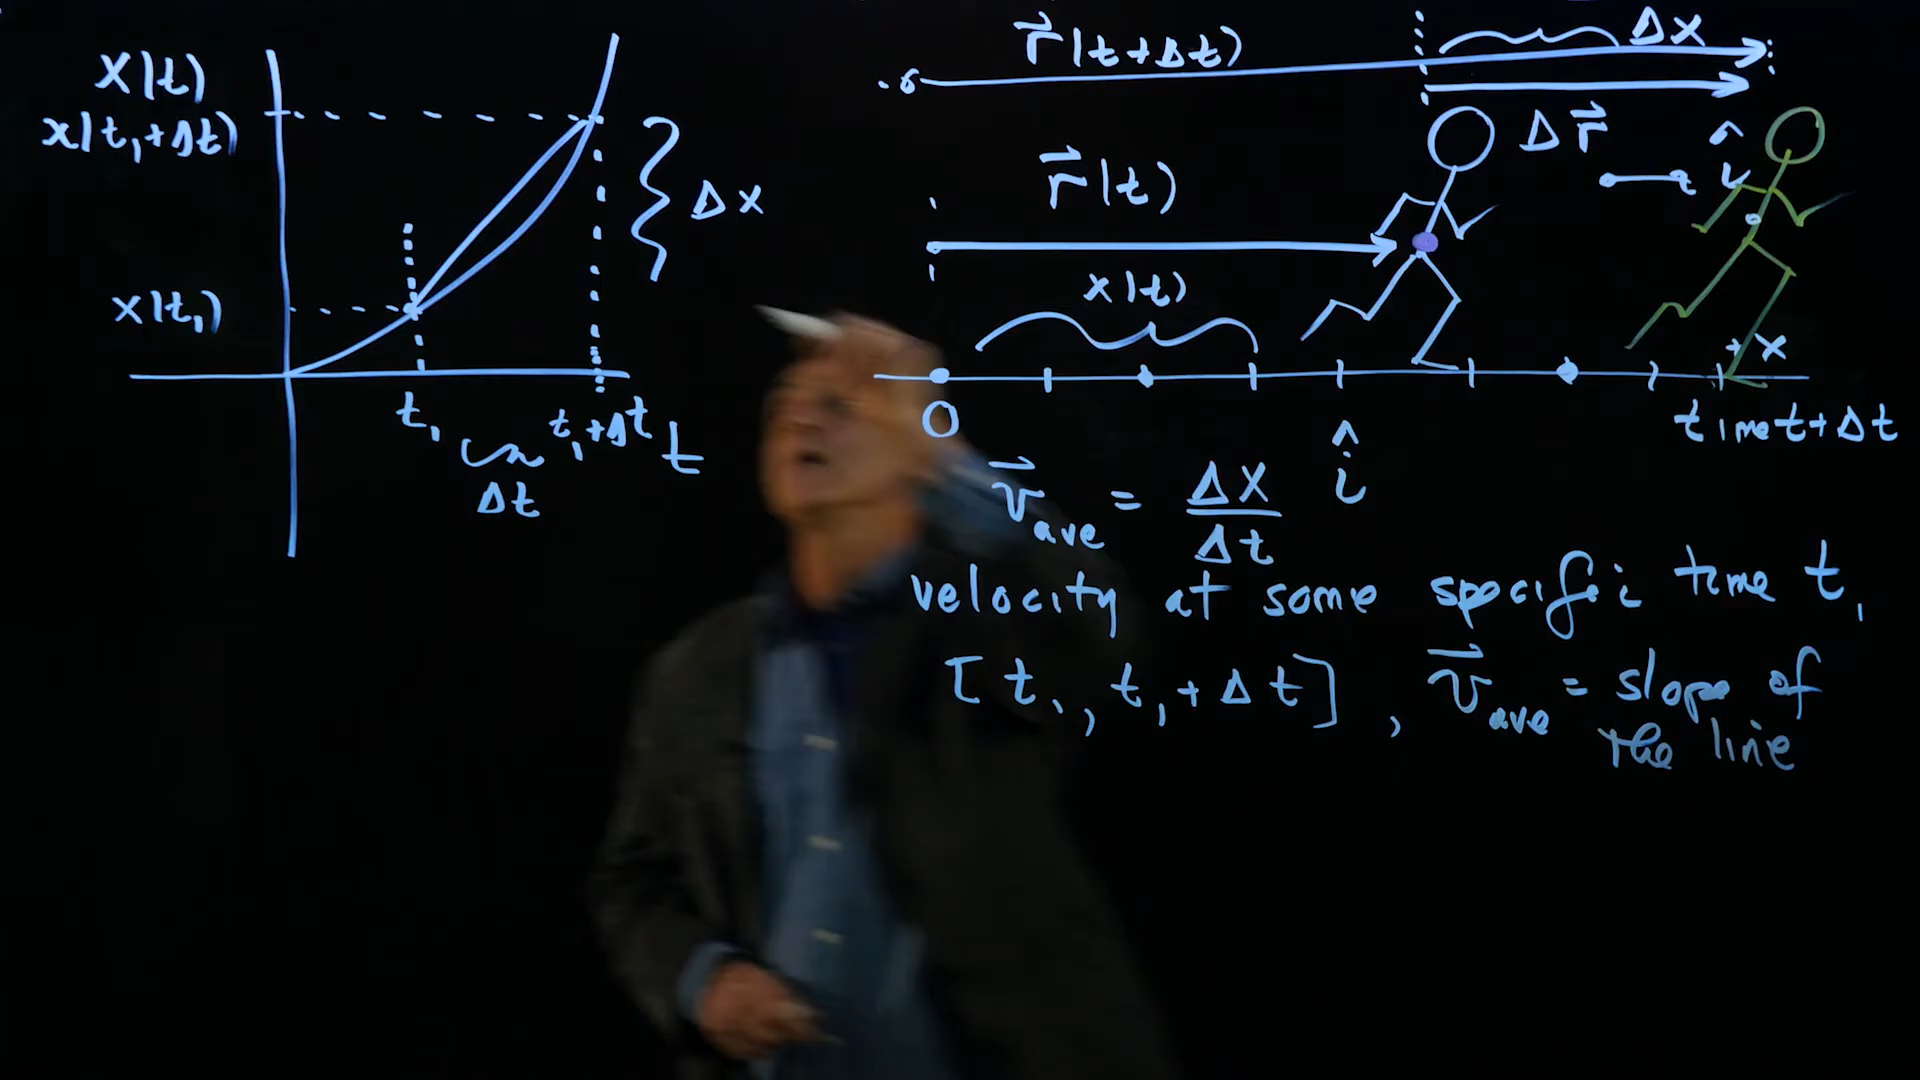 x(t)
x(t₁+Δt)
x(t₁)
Δx
t₁
t₁+Δt
t
Δt
r⃗(t+Δt)
Δx
Δr⃗
r⃗(t)
î
x(t)
+x
0
time t+Δt
v⃗ave = Δx/Δt î
velocity at some specifi time t₁
[t₁, t₁+Δt], v⃗ave = slope of
the line